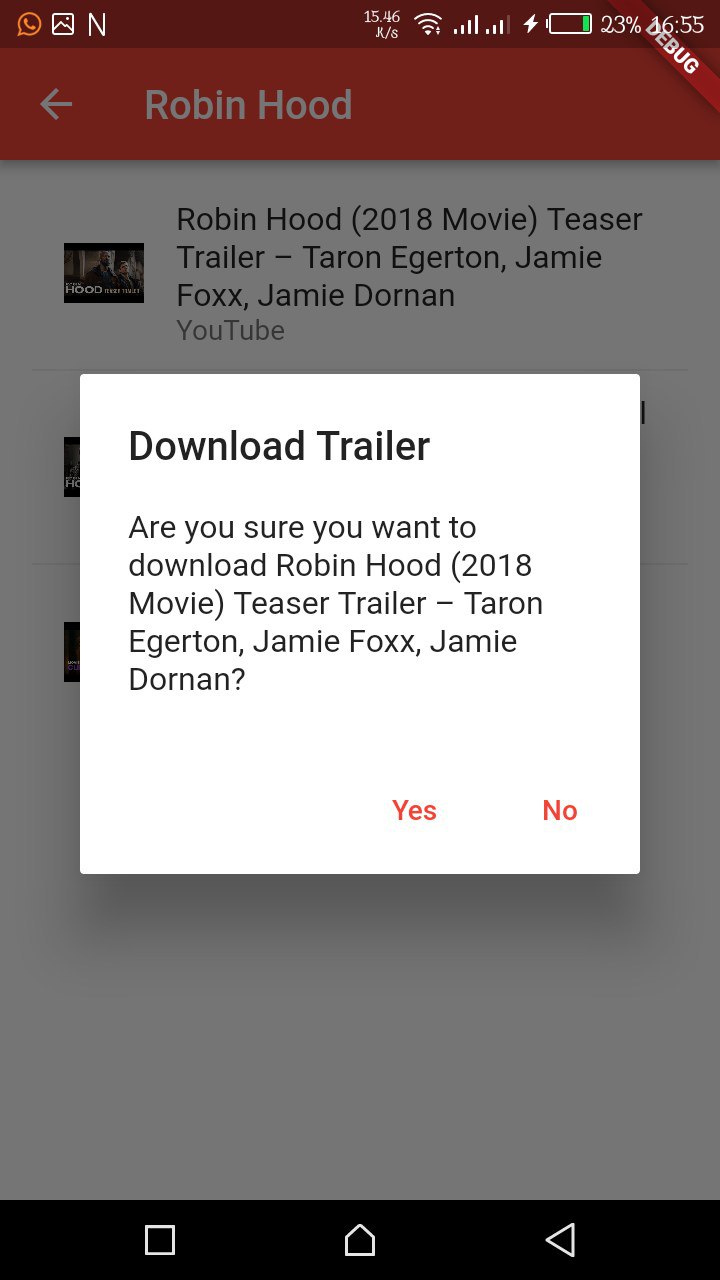 15.46
K/s
23%
16:55
DEBUG
Robin Hood
Robin Hood (2018 Movie) Teaser
Trailer – Taron Egerton, Jamie
Foxx, Jamie Dornan
YouTube
HOOD TEASER TRAILER
Download Trailer
Are you sure you want to
download Robin Hood (2018
Movie) Teaser Trailer – Taron
Egerton, Jamie Foxx, Jamie
Dornan?
Yes
No